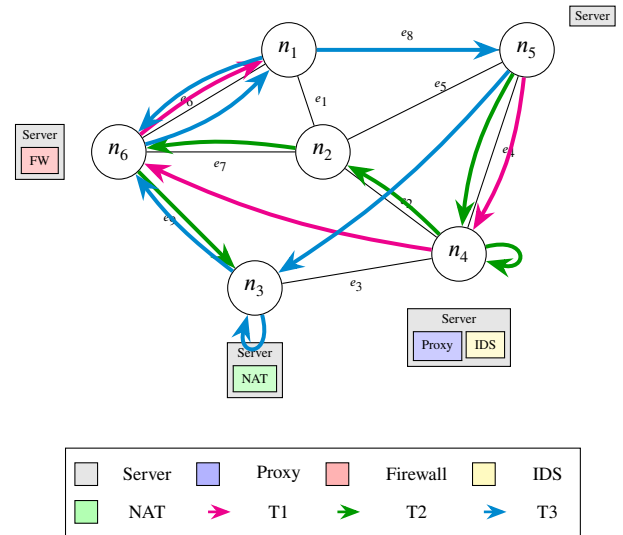 Server
e8
n1
n5
e6
e1
e5
Server
FW
n6
n2
e7
e4
e2
e9
n4
n3
e3
Server
Proxy IDS
Server
NAT
Server Proxy Firewall IDS
NAT T1 T2 T3